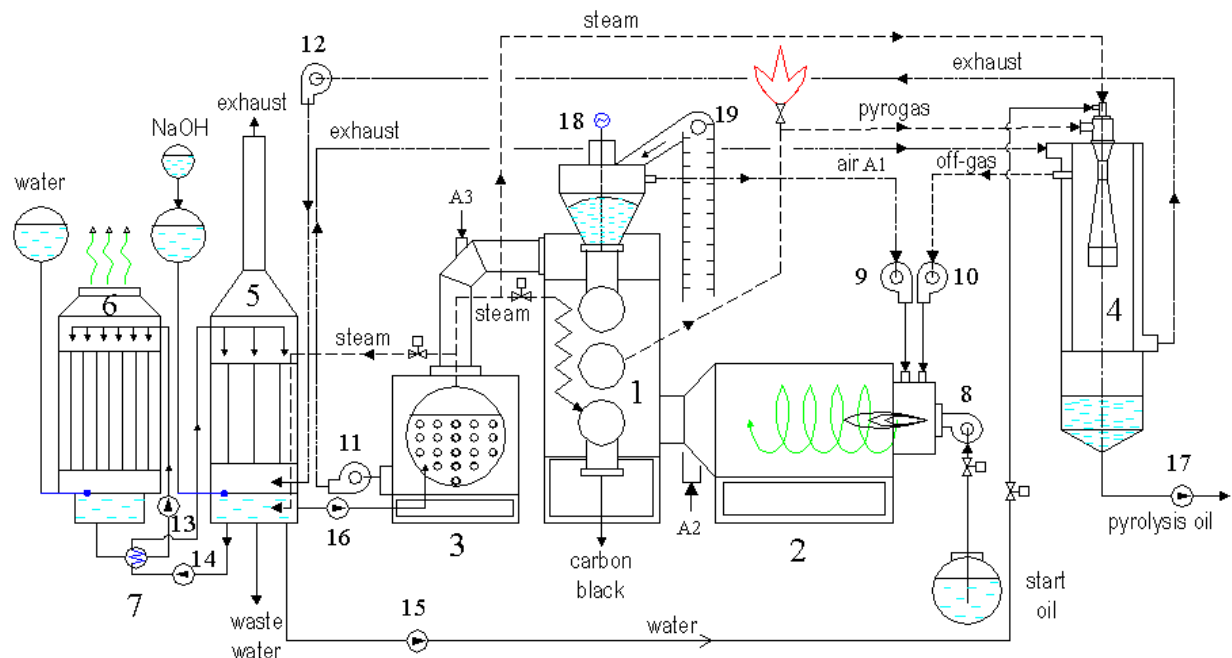 steam
12
exhaust
exhaust
NaOH
exhaust
18
19
pyrogas
water
A3
air A1
off-gas
6
5
9
10
steam
steam
4
1
8
11
17
13
16
3
A2
2
pyrolysis oil
14
carbon
black
7
start
oil
15
waste
water
water